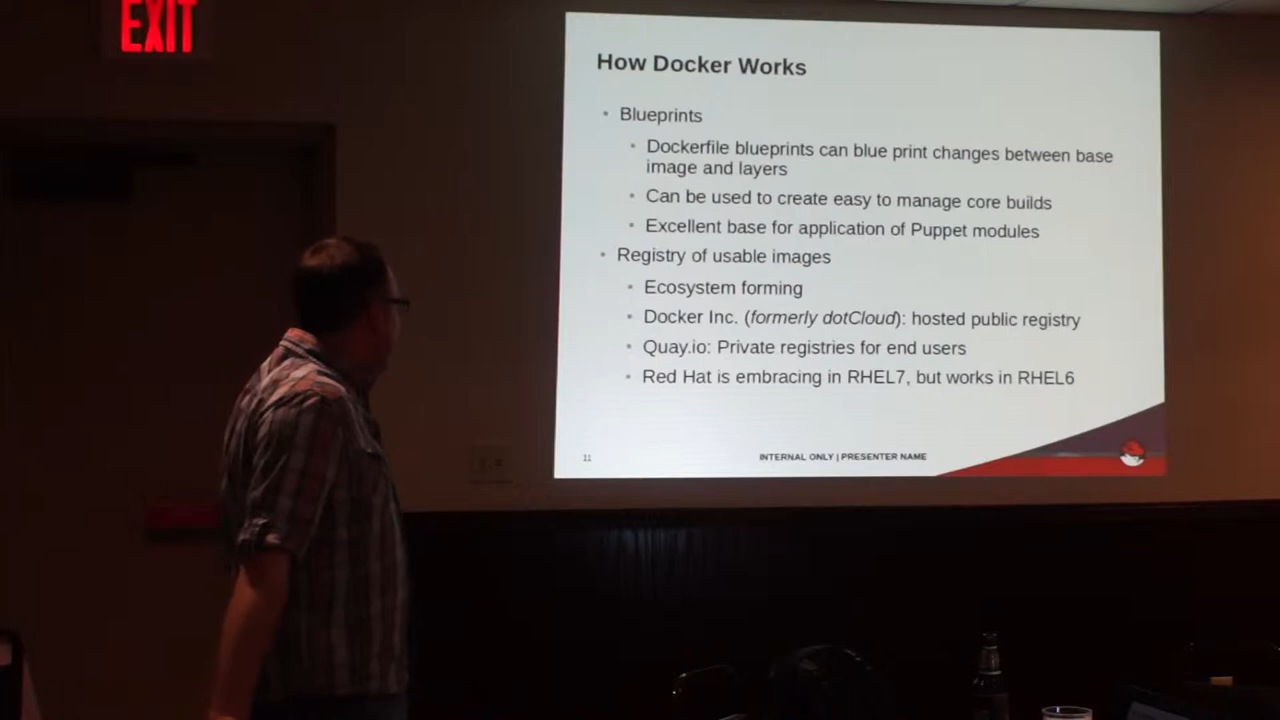 EXIT
How Docker Works
• Blueprints
• Dockerfile blueprints can blue print changes between base
image and layers
• Can be used to create easy to manage core builds
• Excellent base for application of Puppet modules
• Registry of usable images
• Ecosystem forming
• Docker Inc. (formerly dotCloud): hosted public registry
• Quay.io: Private registries for end users
• Red Hat is embracing in RHEL7, but works in RHEL6
11
INTERNAL ONLY | PRESENTER NAME